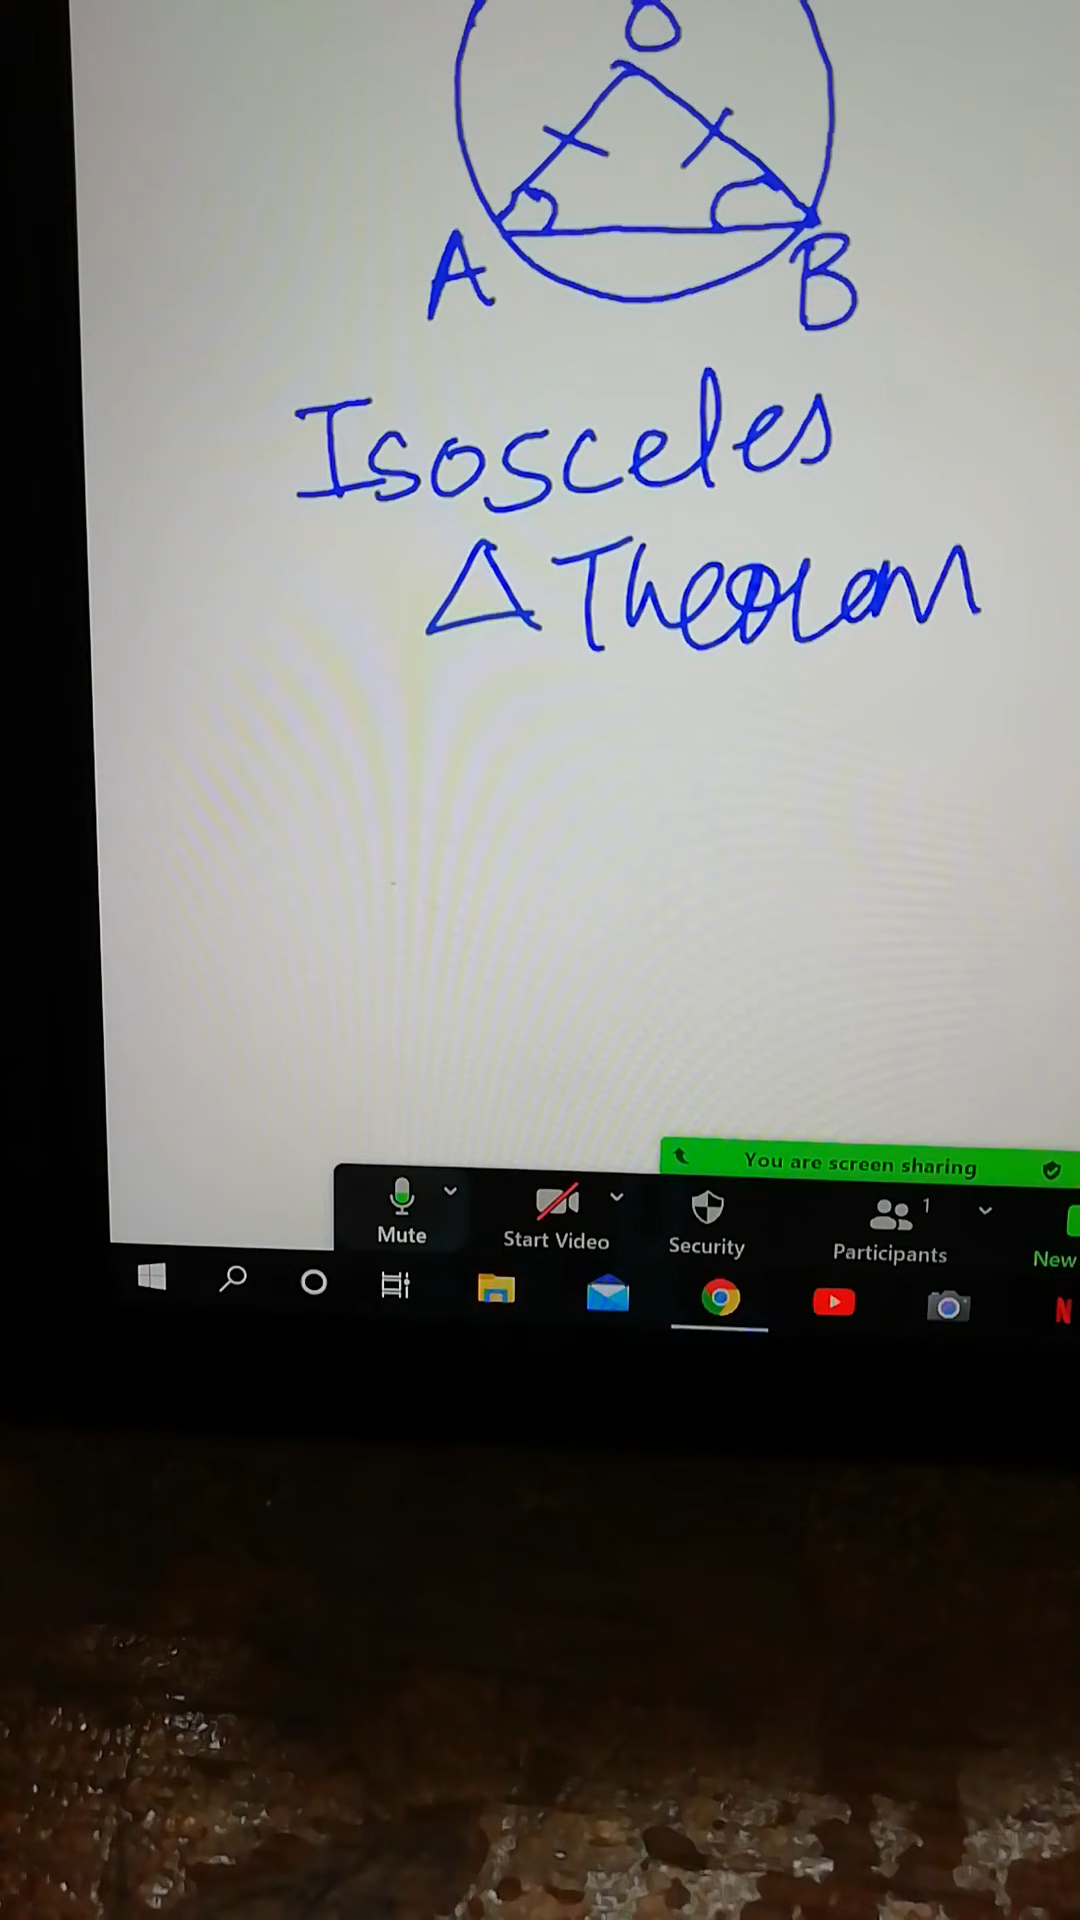 O
A B
Isosceles
Δ Theorem
You are screen sharing
Mute Start Video Security Participants 1 New
N